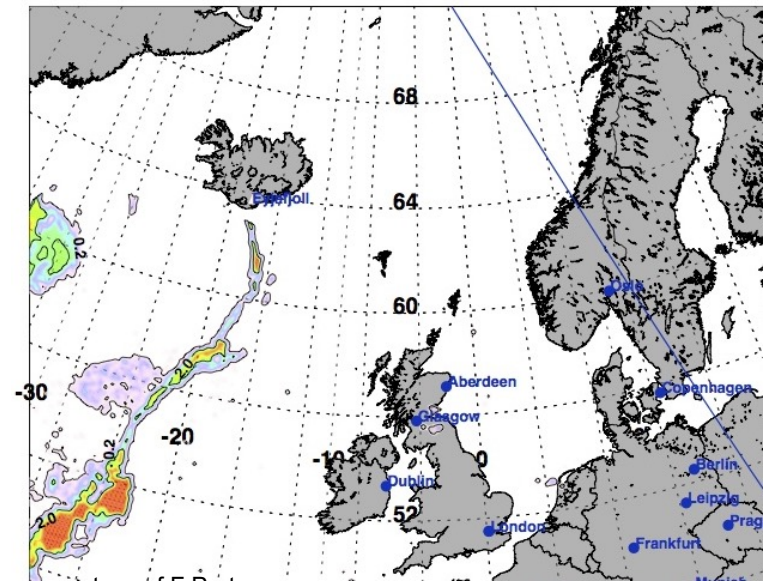 68
Eyjafjoll
64
0.2
Oslo
60
2.0
Aberdeen
Copenhagen
-30
Glasgow
-20
0.2
-10
0
Berlin
Dublin
Leipzig
2.0
52
London
Prag
Frankfurt
Munich